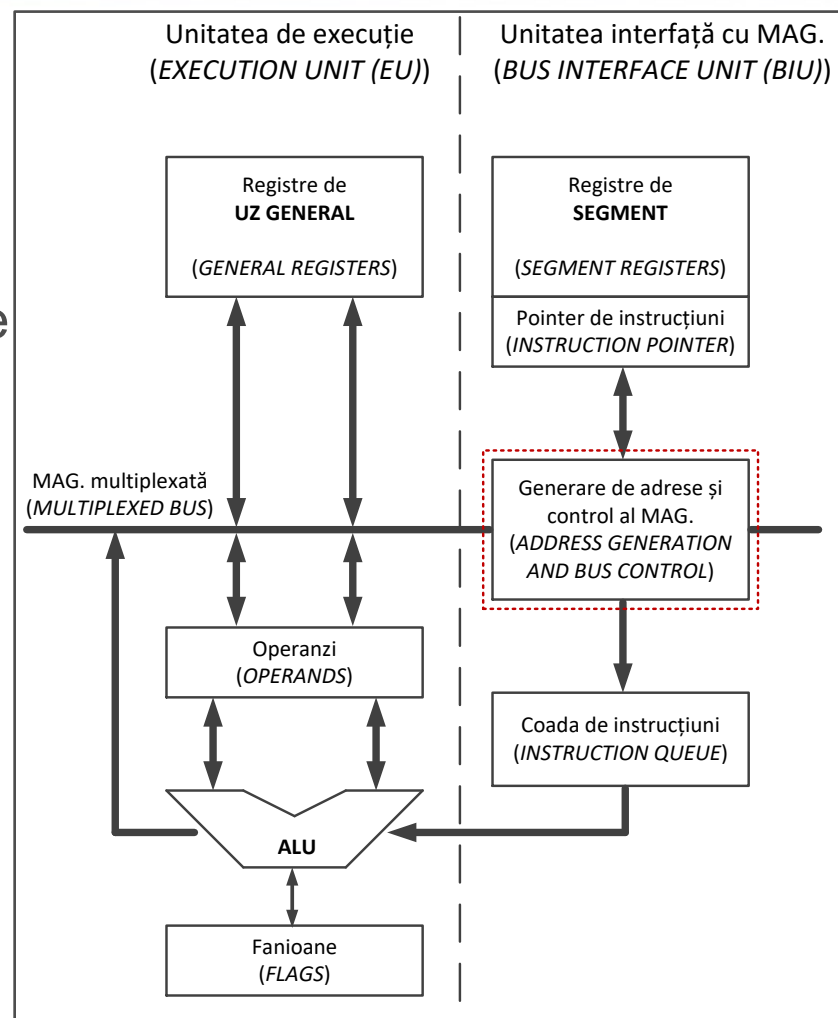 Unitatea de execuție
(EXECUTION UNIT (EU))
Unitatea interfață cu MAG.
(BUS INTERFACE UNIT (BIU))
Registre de
UZ GENERAL
(GENERAL REGISTERS)
Registre de
SEGMENT
(SEGMENT REGISTERS)
Pointer de instrucțiuni
(INSTRUCTION POINTER)
e
MAG. multiplexată
(MULTIPLEXED BUS)
Generare de adrese și
control al MAG.
(ADDRESS GENERATION
AND BUS CONTROL)
Operanzi
(OPERANDS)
Coada de instrucțiuni
(INSTRUCTION QUEUE)
ALU
Fanioane
(FLAGS)